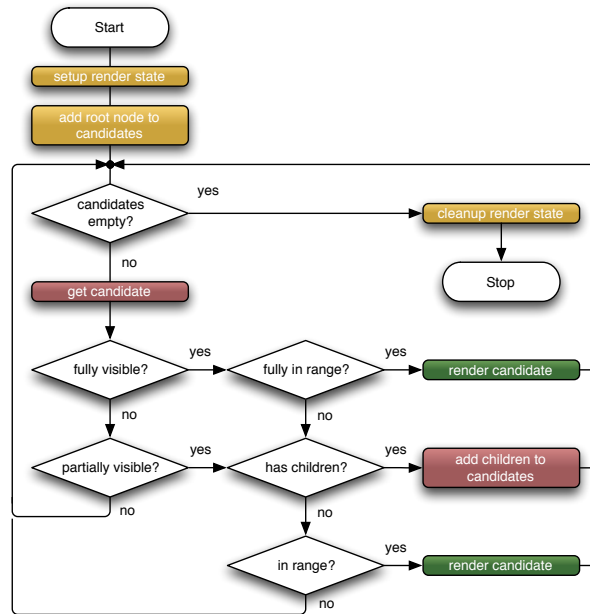 Start
setup render state
add root node to
candidates
candidates
empty?
yes
cleanup render state
no
Stop
get candidate
fully visible?
yes
fully in range?
yes
render candidate
no
no
partially visible?
yes
has children?
yes
add children to
candidates
no
no
in range?
yes
render candidate
no